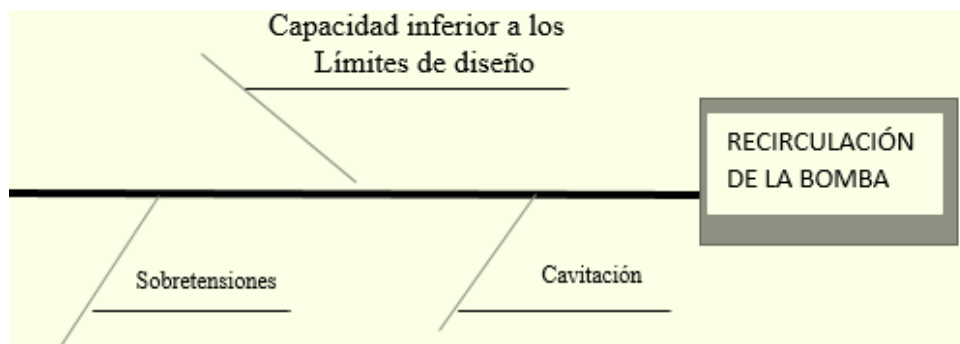 Capacidad inferior a los
Límites de diseño
RECIRCULACIÓN
DE LA BOMBA
Sobretensiones
Cavitación